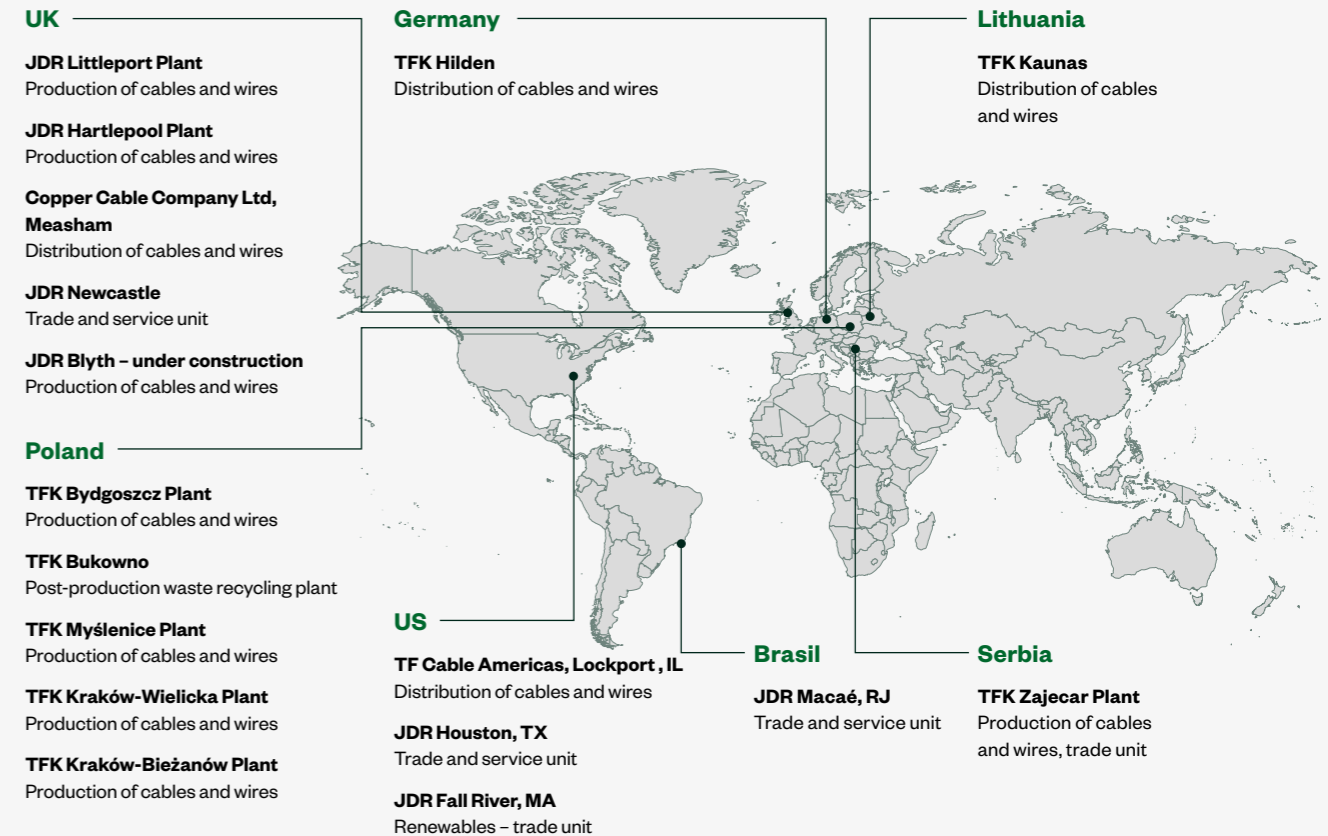 UK
JDR Littleport Plant
Production of cables and wires
JDR Hartlepool Plant
Production of cables and wires
Copper Cable Company Ltd,
Measham
Distribution of cables and wires
JDR Newcastle
Trade and service unit
JDR Blyth – under construction
Production of cables and wires
Poland
TFK Bydgoszcz Plant
Production of cables and wires
TFK Bukowno
Post-production waste recycling plant
TFK Myślenice Plant
Production of cables and wires
TFK Kraków-Wielicka Plant
Production of cables and wires
TFK Kraków-Bieżanów Plant
Production of cables and wires
Germany
TFK Hilden
Distribution of cables and wires
Lithuania
TFK Kaunas
Distribution of cables
and wires
US
TF Cable Americas, Lockport , IL
Distribution of cables and wires
JDR Houston, TX
Trade and service unit
JDR Fall River, MA
Renewables – trade unit
Brasil
JDR Macaé, RJ
Trade and service unit
Serbia
TFK Zajecar Plant
Production of cables
and wires, trade unit